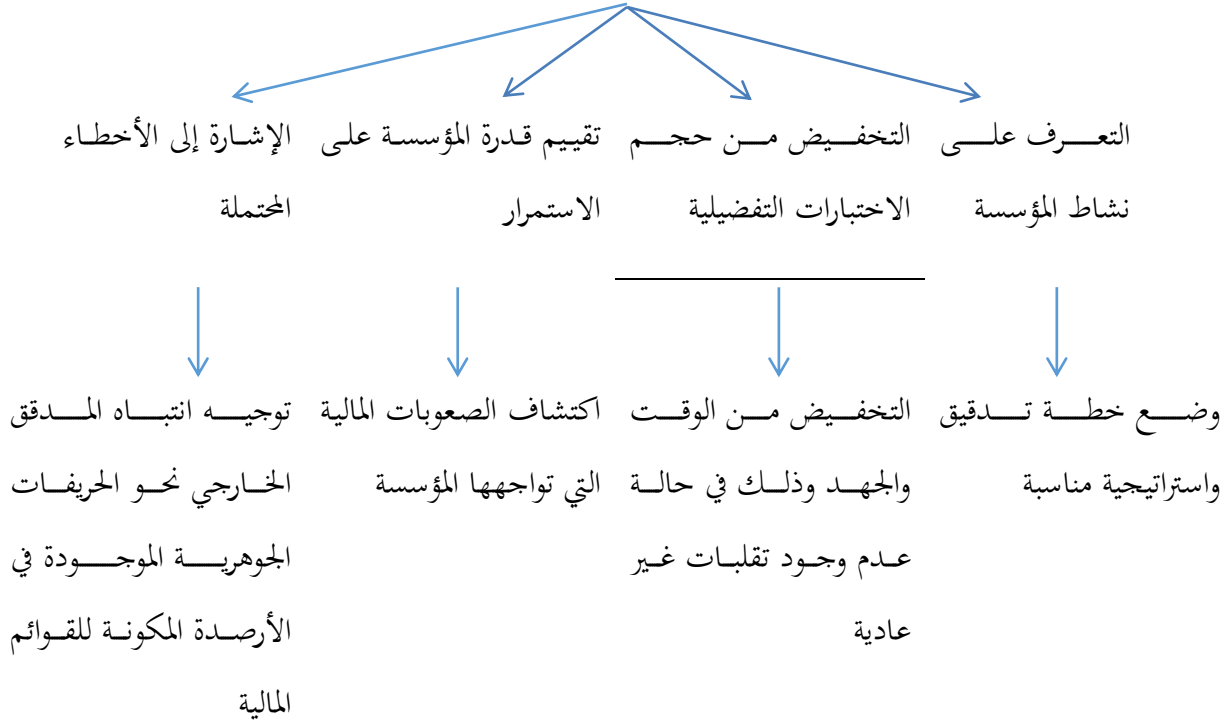 التعرف على
نشاط المؤسسة
التخفيض من حجم
الاختبارات التفضيلية
تقييم قدرة المؤسسة على
الاستمرار
الإشارة إلى الأخطاء
المحتملة
وضع خطة تدقيق
واستراتيجية مناسبة
التخفيض من الوقت
والجهد وذلك في حالة
عدم وجود تقلبات غير
عادية
اكتشاف الصعوبات المالية
التي تواجهها المؤسسة
توجيه انتباه المدقق
الخارجي نحو الحريفات
الجوهرية الموجودة في
الأرصدة المكونة للقوائم
المالية